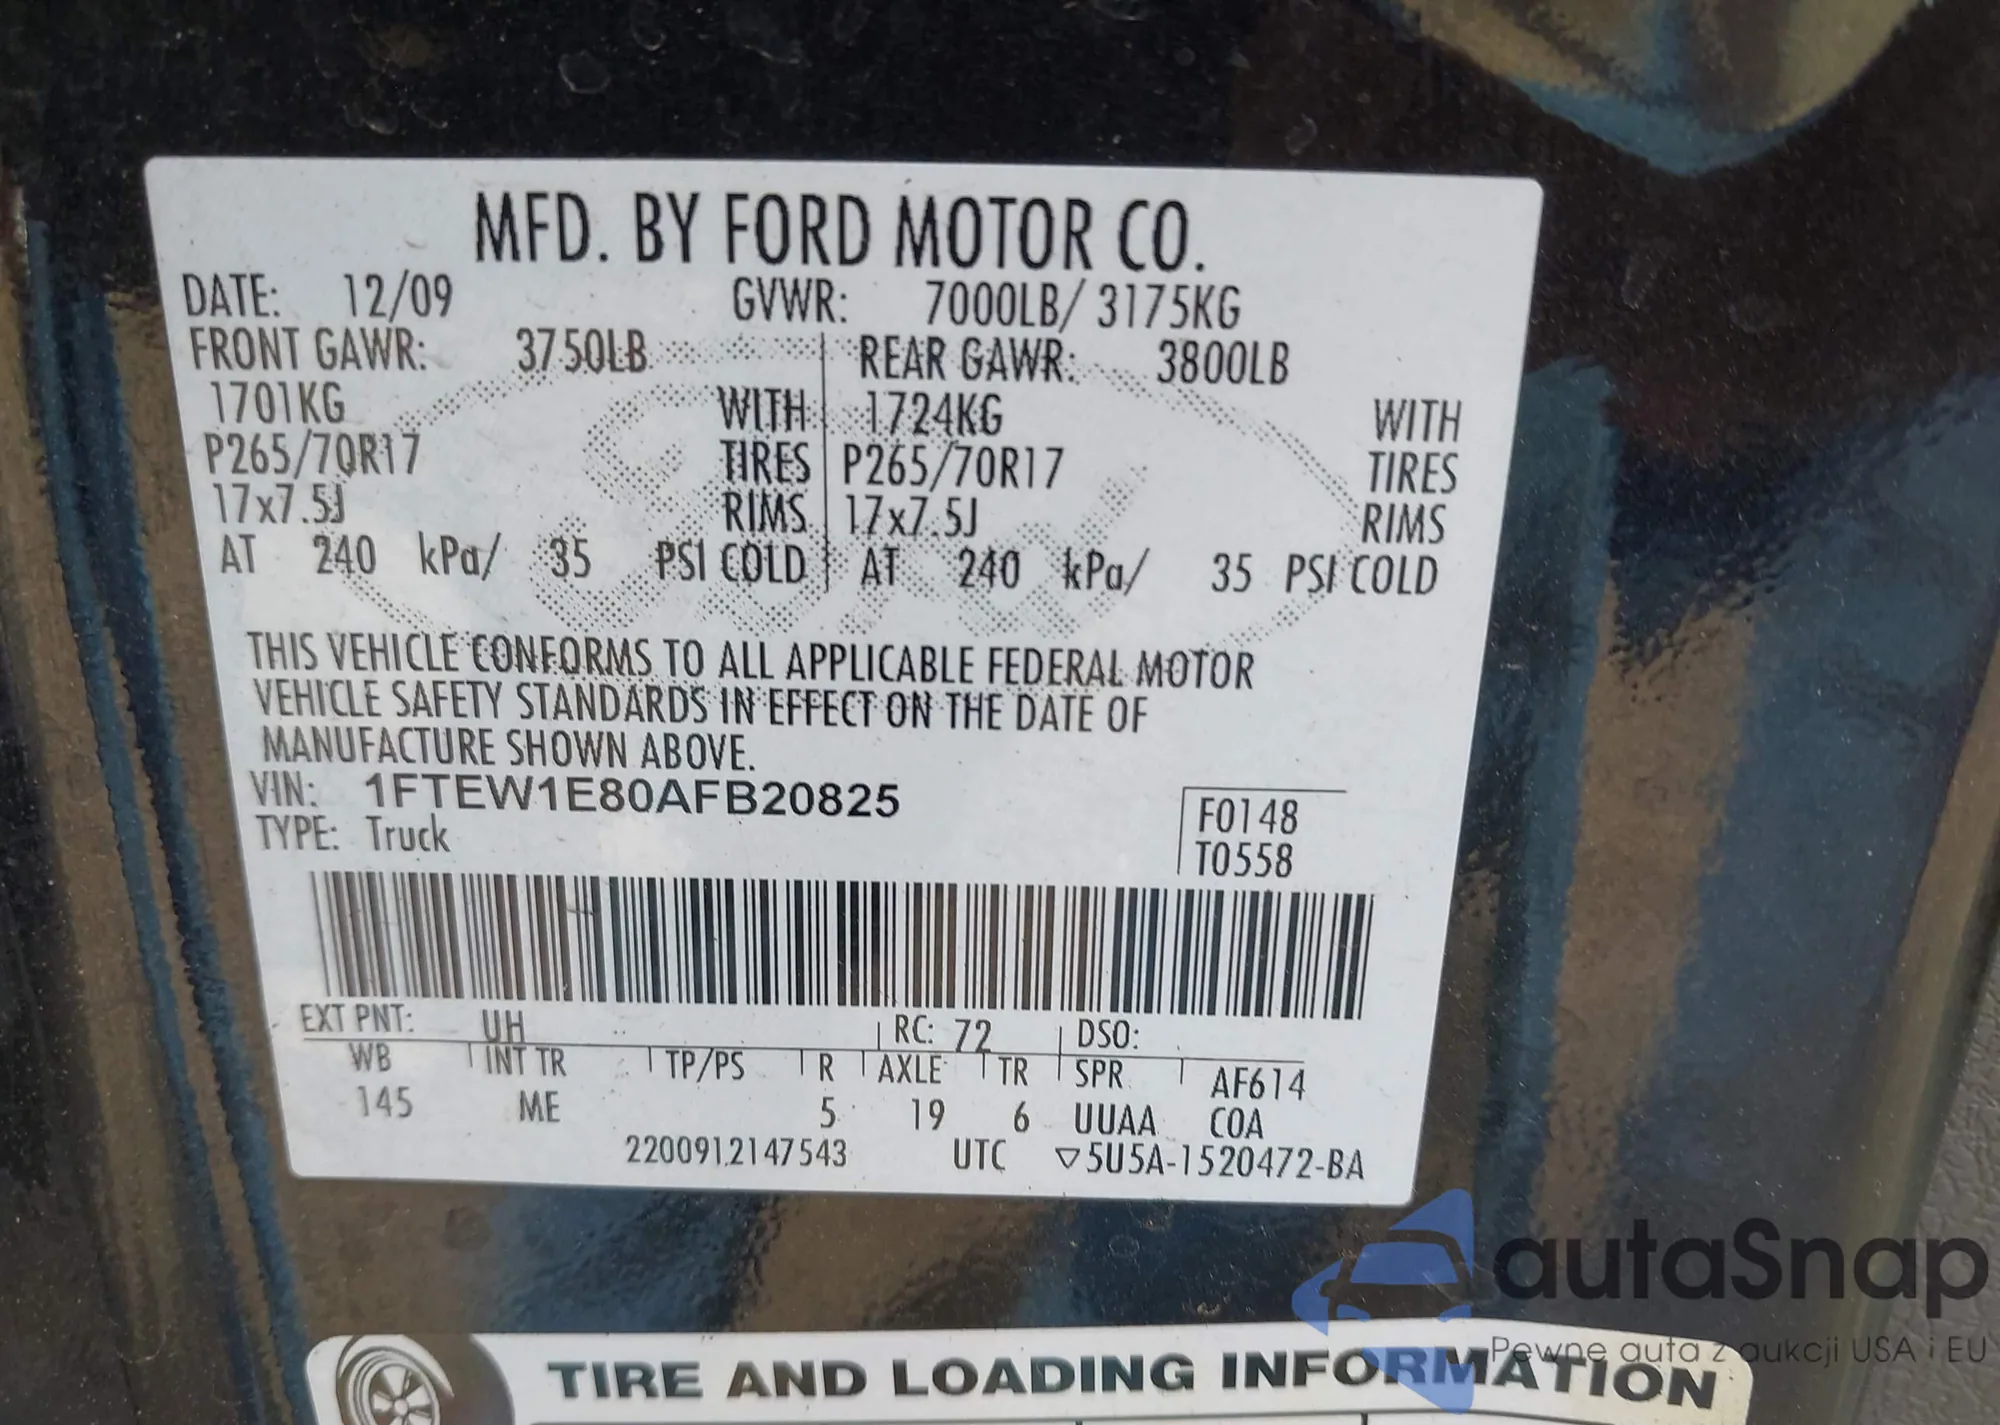 MFD. BY FORD MOTOR CO.
DATE: 12/09 GVWR: 7000LB/ 3175KG
FRONT GAWR: 3750LB REAR GAWR: 3800LB
1701KG WITH 1724KG WITH
P265/70R17 TIRES P265/70R17 TIRES
17x7.5J RIMS 17x7.5J RIMS
AT 240 kPa/ 35 PSI COLD AT 240 kPa/ 35 PSI COLD
THIS VEHICLE CONFORMS TO ALL APPLICABLE FEDERAL MOTOR
VEHICLE SAFETY STANDARDS IN EFFECT ON THE DATE OF
MANUFACTURE SHOWN ABOVE.
VIN: 1FTEW1E80AFB20825 F0148
TYPE: Truck T0558
EXT PNT: UH RC: 72 DSO:
WB INT TR TP/PS R AXLE TR SPR AF614
145 ME 5 19 6 UUAA COA
2200912147543 UTC ▽5U5A-1520472-BA
autaSnap
Pewne auta z aukcji USA i EU
TIRE AND LOADING INFORMATION